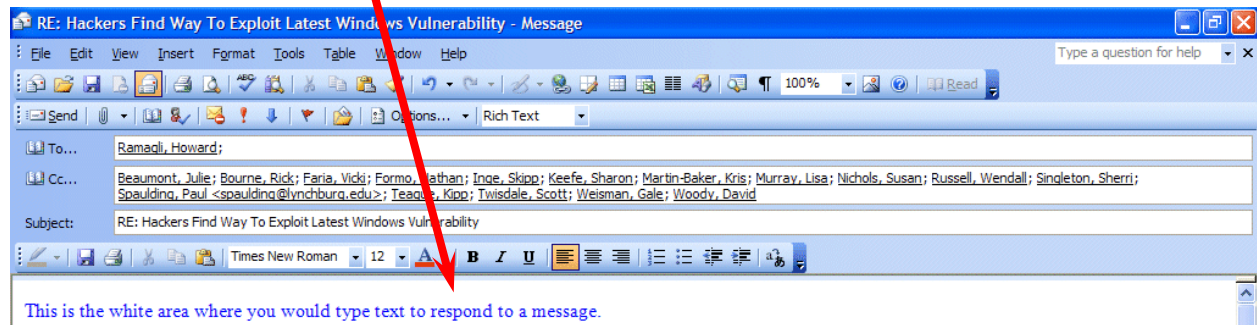 RE: Hackers Find Way To Exploit Latest Windows Vulnerability - Message
File Edit View Insert Format Tools Table Window Help Type a question for help
100% Read
Send Options... Rich Text
To... Ramagli, Howard;
Cc... Beaumont, Julie; Bourne, Rick; Faria, Vicki; Formo, Nathan; Inge, Skipp; Keefe, Sharon; Martin-Baker, Kris; Murray, Lisa; Nichols, Susan; Russell, Wendall; Singleton, Sherri;
Spaulding, Paul <spaulding@lynchburg.edu>; Teague, Kipp; Twisdale, Scott; Weisman, Gale; Woody, David
Subject: RE: Hackers Find Way To Exploit Latest Windows Vulnerability
Times New Roman 12 A B I U
This is the white area where you would type text to respond to a message.